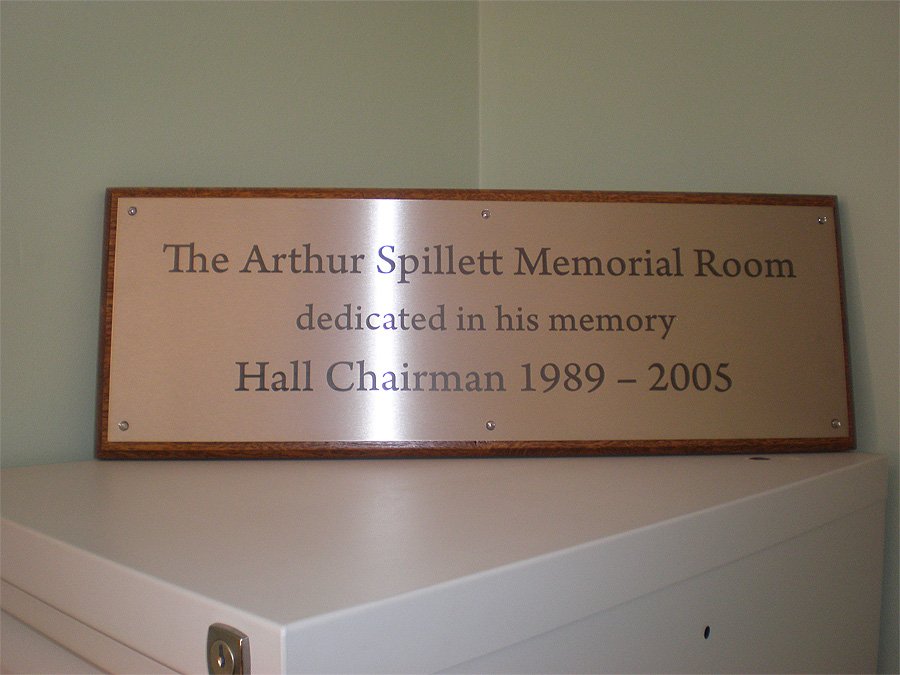 The Arthur Spillett Memorial Room
dedicated in his memory
Hall Chairman 1989 – 2005